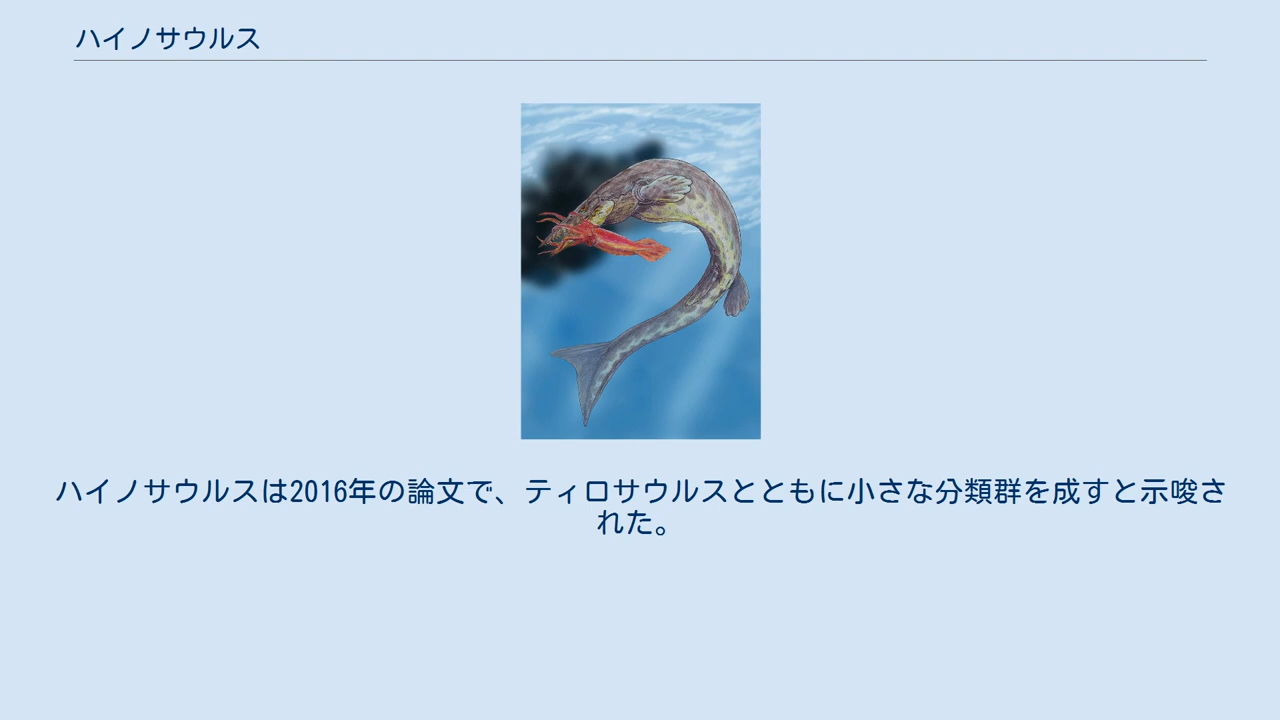 ハイノサウルス
ハイノサウルスは2016年の論文で、ティロサウルスとともに小さな分類群を成すと示唆さ
れた。